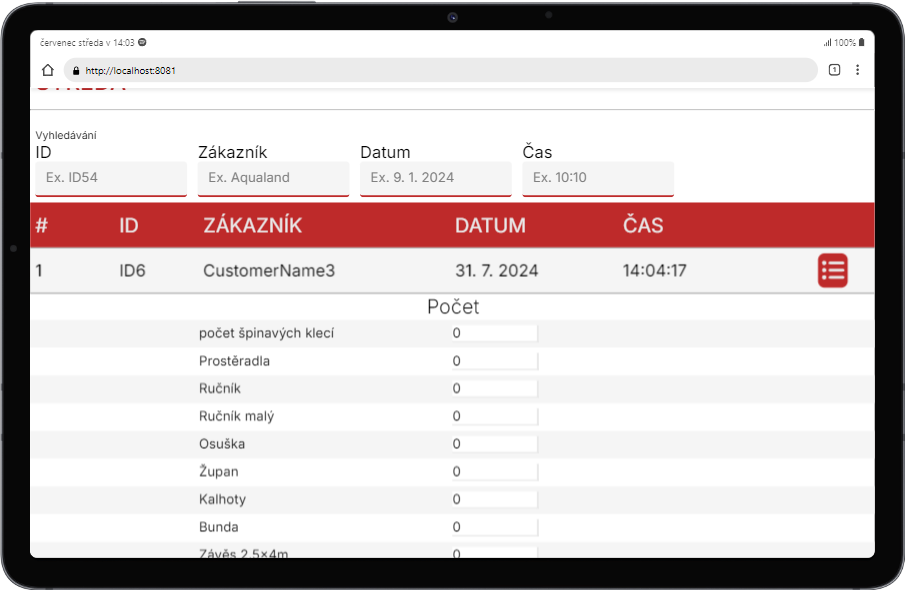 červenec středa v 14:03
100%
http://localhost:8081
1
STŘEDA
Vyhledávání
ID Zákazník Datum Čas
Ex. ID54 Ex. Aqualand Ex. 9. 1. 2024 Ex. 10:10
# ID ZÁKAZNÍK DATUM ČAS
1 ID6 CustomerName3 31. 7. 2024 14:04:17
Počet
počet špinavých klecí 0
Prostěradla 0
Ručník 0
Ručník malý 0
Osuška 0
Župan 0
Kalhoty 0
Bunda 0
Závěs 2,5x4m 0